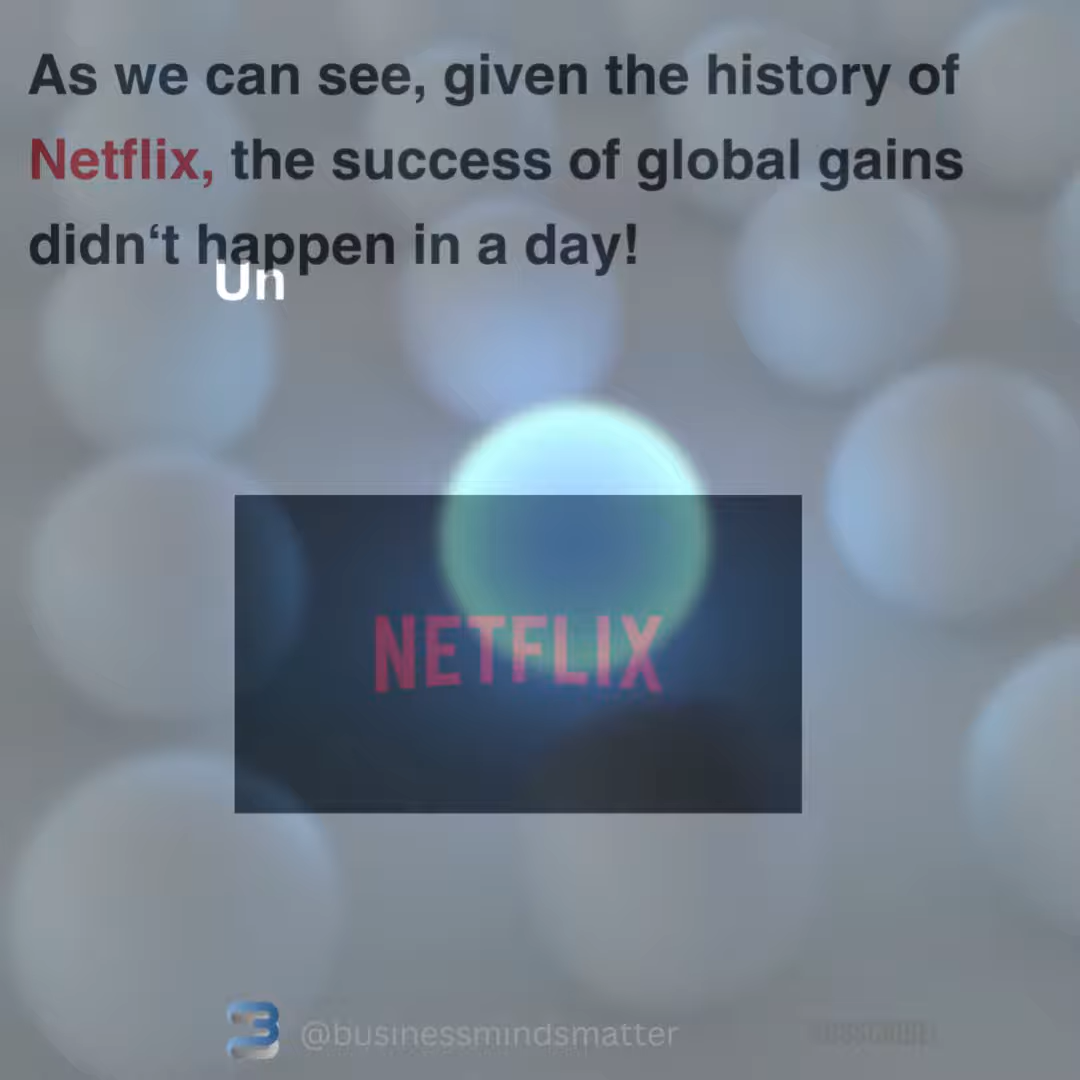 As we can see, given the history of
Netflix, the success of global gains
didn‘t happen in a day!
Un
NETFLIX
@businessmindsmatter